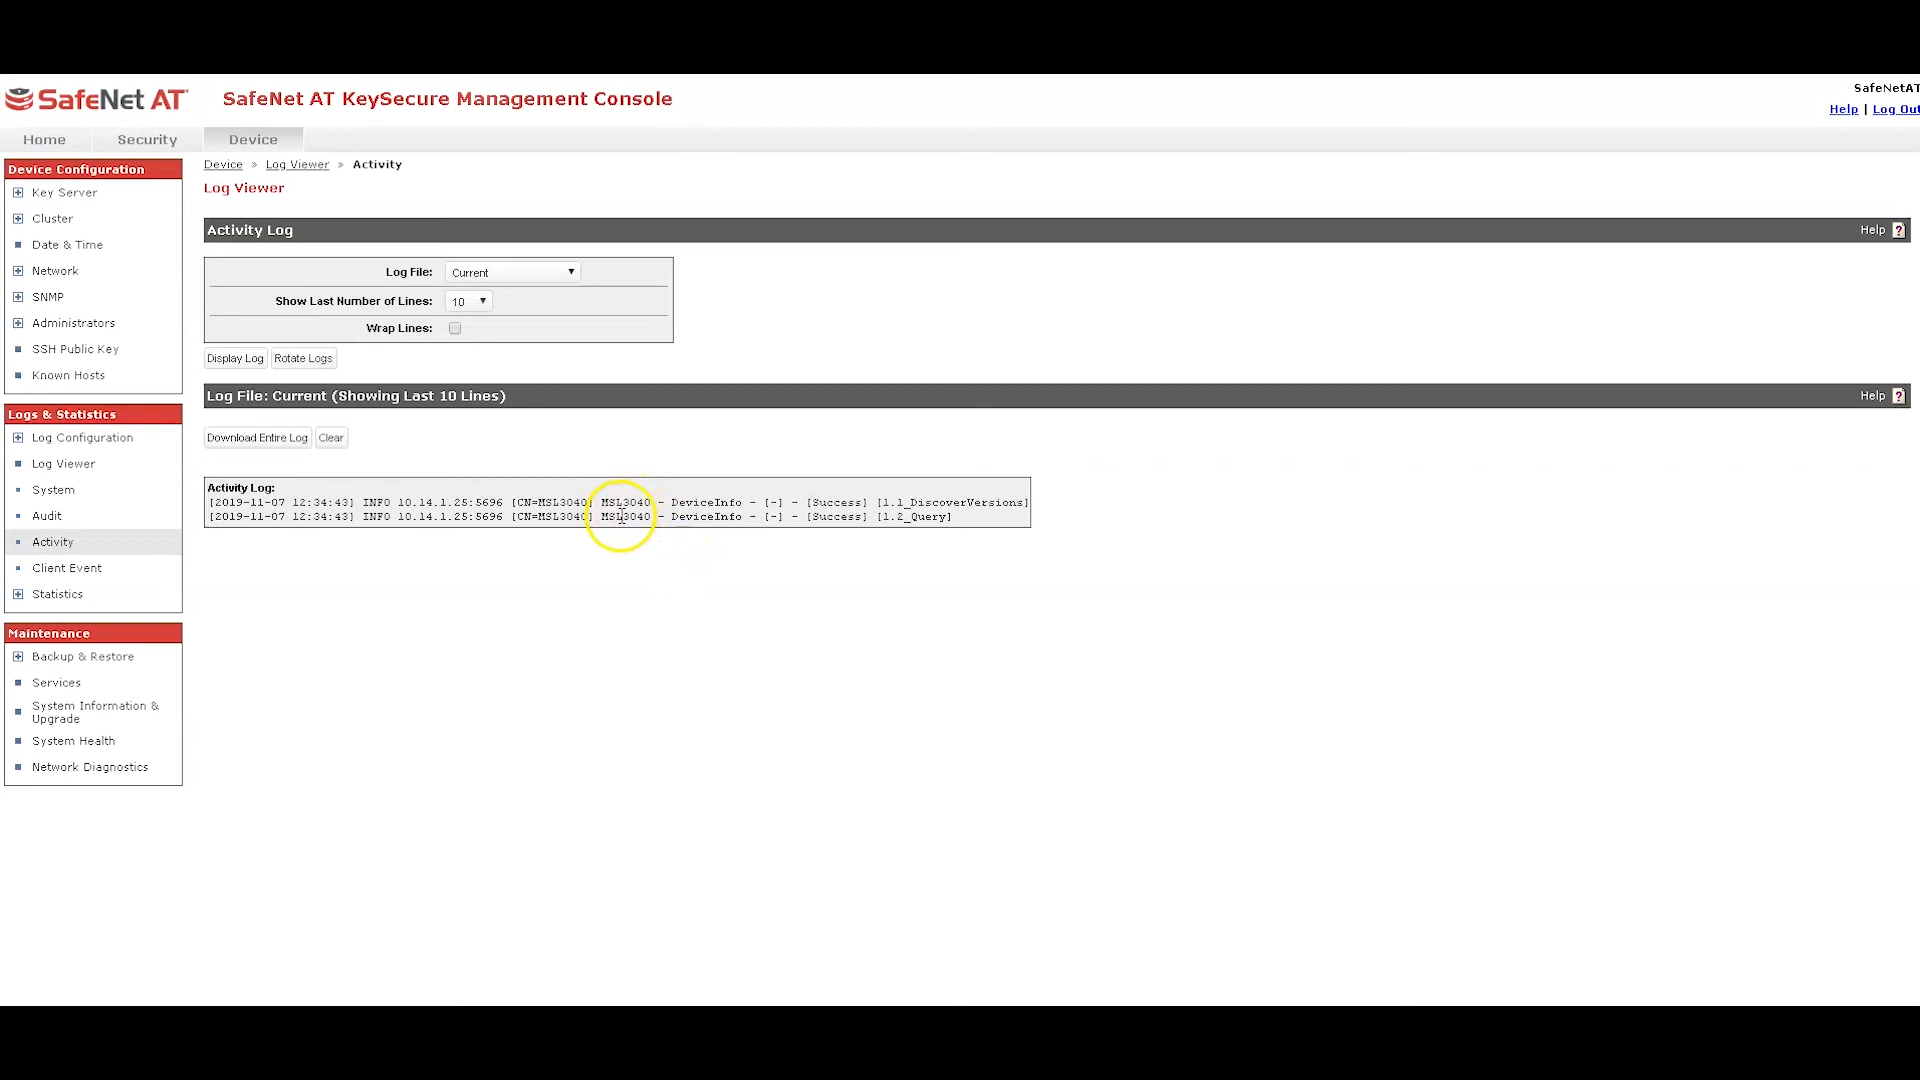 SafeNet AT
SafeNet AT KeySecure Management Console
SafeNetAT
Help | Log Out
Home
Security
Device
Device Configuration
Key Server
Cluster
Date & Time
Network
SNMP
Administrators
SSH Public Key
Known Hosts
Logs & Statistics
Log Configuration
Log Viewer
System
Audit
Activity
Client Event
Statistics
Maintenance
Backup & Restore
Services
System Information &
Upgrade
System Health
Network Diagnostics
Device » Log Viewer » Activity
Log Viewer
Activity Log
Help ?
Log File: Current
Show Last Number of Lines: 10
Wrap Lines:
Display Log
Rotate Logs
Log File: Current (Showing Last 10 Lines)
Help ?
Download Entire Log
Clear
Activity Log:
[2019-11-07 12:34:43] INFO 10.14.1.25:5696 [CN=MSL3040] MSL3040 - DeviceInfo - [-] - [Success] [1.1_DiscoverVersions]
[2019-11-07 12:34:43] INFO 10.14.1.25:5696 [CN=MSL3040] MSL3040 - DeviceInfo - [-] - [Success] [1.2_Query]